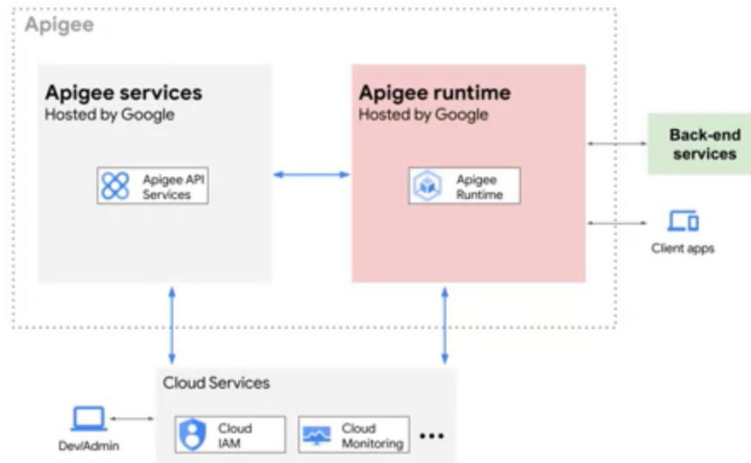 Apigee
Apigee services
Hosted by Google
Apigee API
Services
Apigee runtime
Hosted by Google
Apigee
Runtime
Back-end
services
Client apps
Cloud Services
Dev/Admin
Cloud
IAM
Cloud
Monitoring
•••